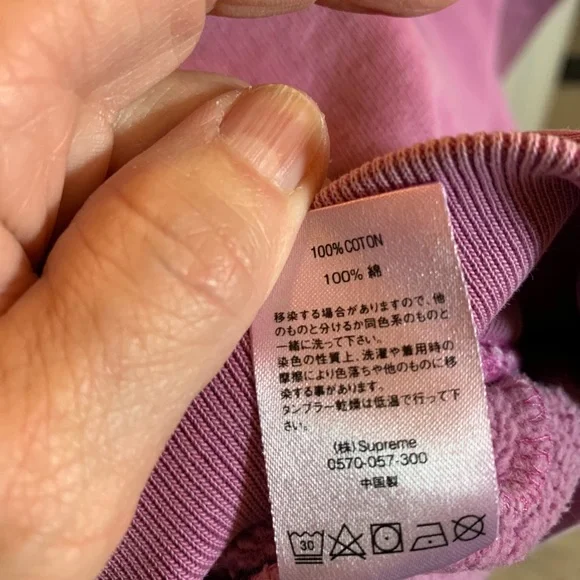 100%COTON
100% 綿
移染する場合がありますので、他
のものと分けるか同色系のものと
一緒に洗って下さい。
染色の性質上、洗濯や着用時の
摩擦により色落ちや他のものに移
染する事があります。
タンブラー乾燥は低温で行って下
さい。
(株) Supreme
0570-057-300
中国製
30